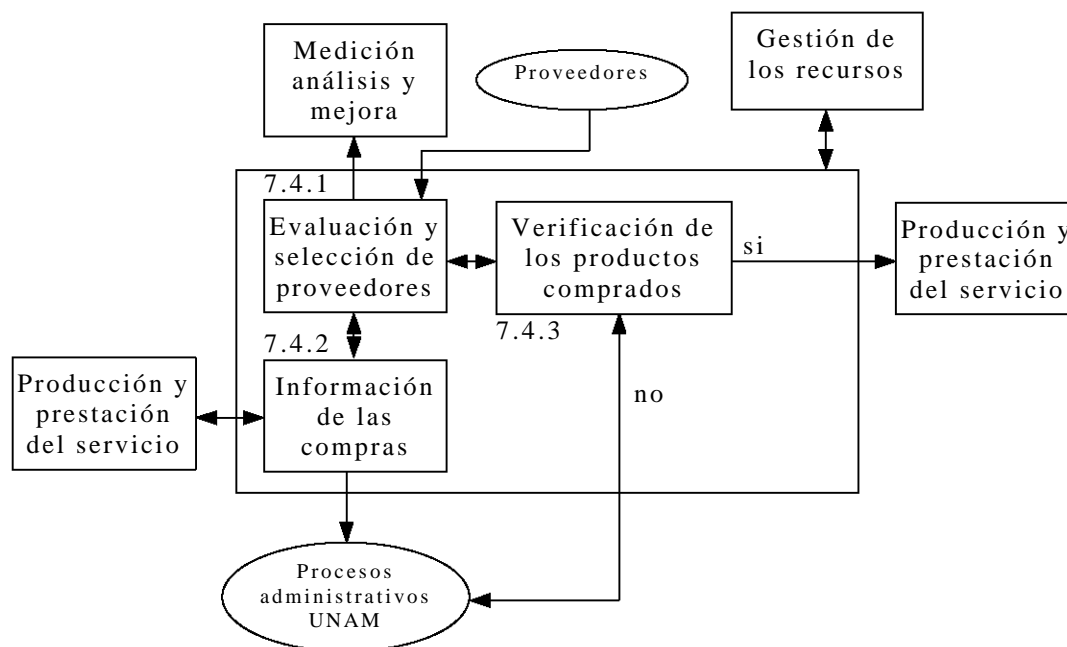 Medición
análisis y
mejora
Proveedores
Gestión de
los recursos
7.4.1
Evaluación y
selección de
proveedores
Verificación de
los productos
comprados
si
Producción y
prestación
del servicio
7.4.2
7.4.3
Producción y
prestación
del servicio
Información
de las
compras
no
Procesos
administrativos
UNAM